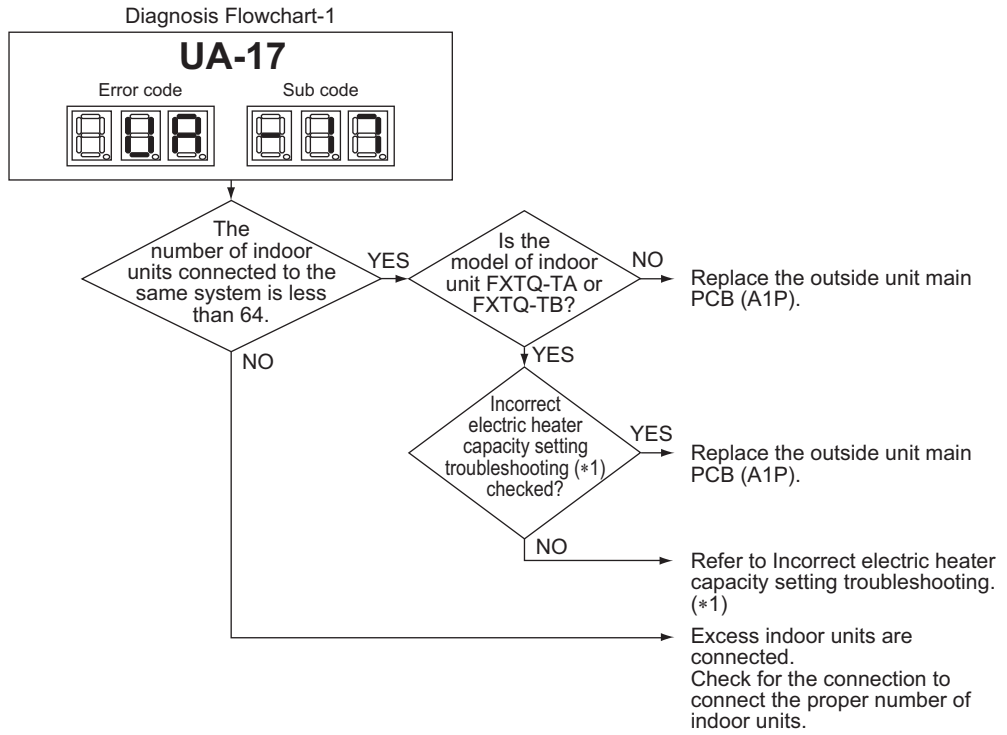 Diagnosis Flowchart-1
UA-17
Error code
Sub code
UA
-17
The
number of indoor
units connected to the
same system is less
than 64.
YES
Is the
model of indoor
unit FXTQ-TA or
FXTQ-TB?
NO
Replace the outside unit main
PCB (A1P).
NO
YES
Incorrect
electric heater
capacity setting
troubleshooting (*1)
checked?
YES
Replace the outside unit main
PCB (A1P).
NO
Refer to Incorrect electric heater
capacity setting troubleshooting.
(*1)
Excess indoor units are
connected.
Check for the connection to
connect the proper number of
indoor units.